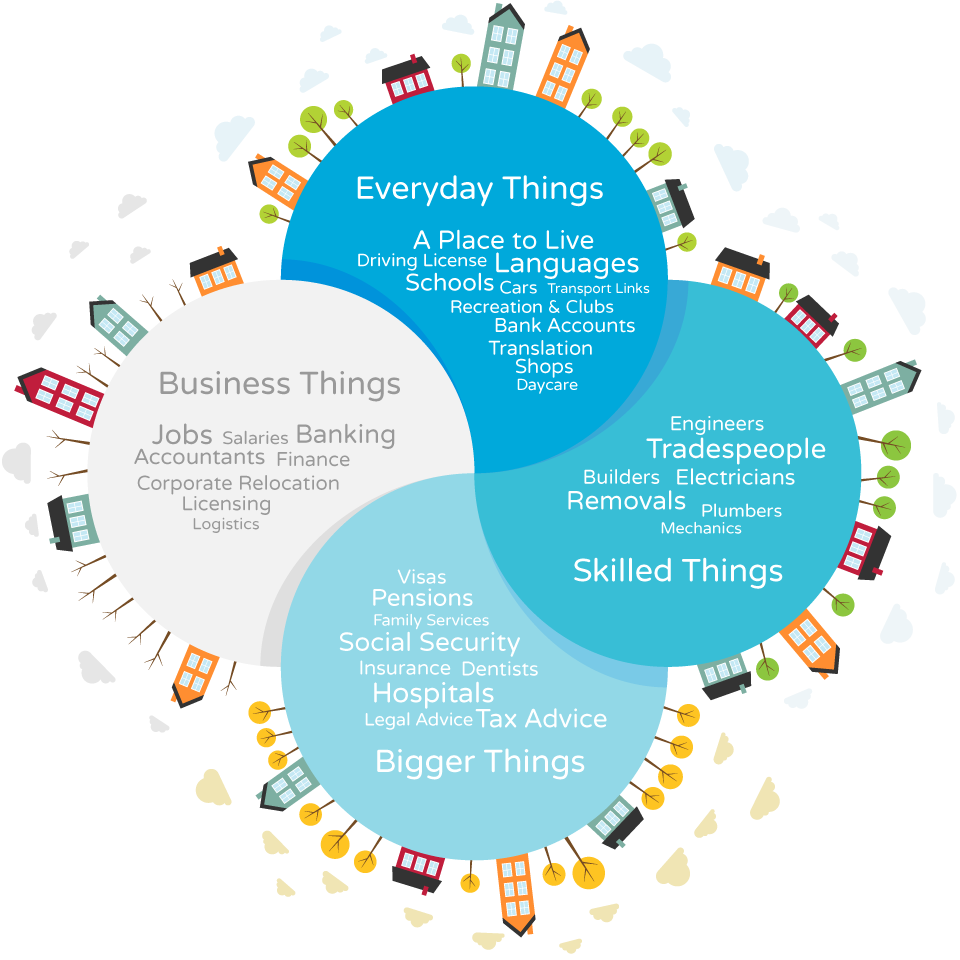 Everyday Things
A Place to Live
Driving License Languages
Schools Cars Transport Links
Recreation & Clubs
Bank Accounts
Translation
Shops
Daycare
Business Things
Jobs Salaries Banking
Accountants Finance
Corporate Relocation
Licensing
Logistics
Engineers
Tradespeople
Builders Electricians
Removals Plumbers
Mechanics
Skilled Things
Visas
Pensions
Family Services
Social Security
Insurance Dentists
Hospitals
Legal Advice Tax Advice
Bigger Things